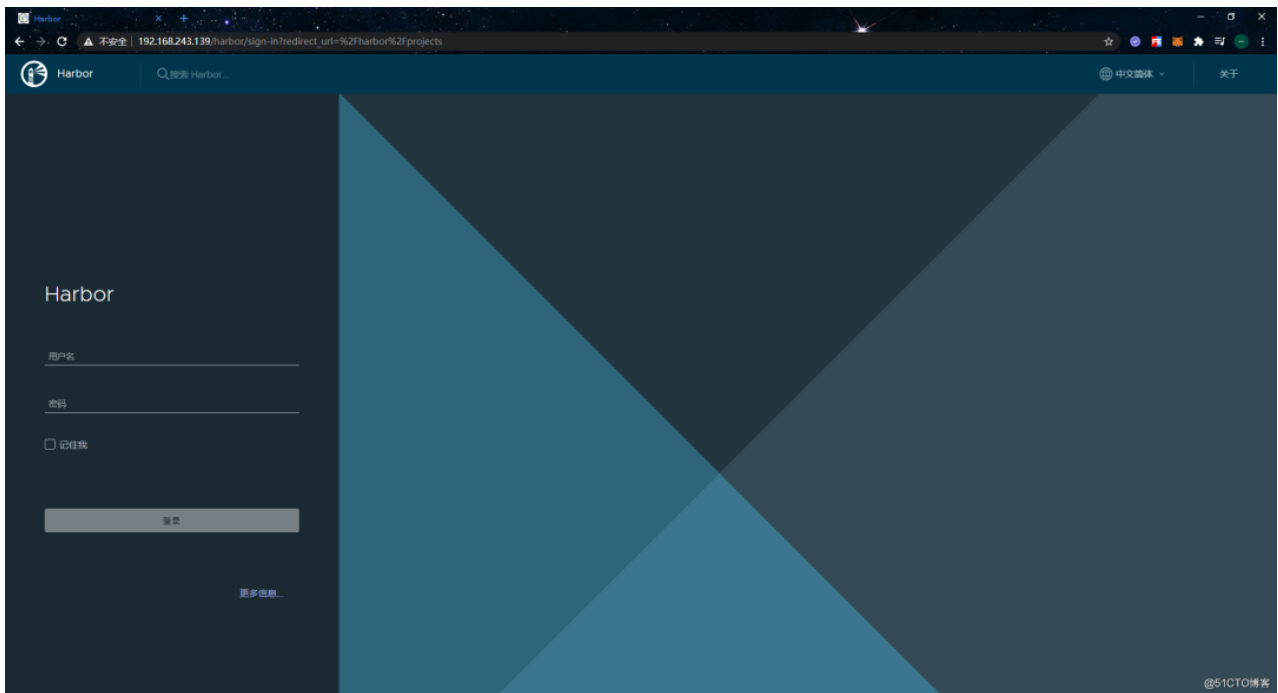 Harbor
不安全 192.168.243.139/harbor/sign-in?redirect_url=%2Fharbor%2Fprojects
Harbor
搜索 Harbor...
中文简体
关于
Harbor
用户名
密码
记住我
登录
更多信息...
@51CTO博客